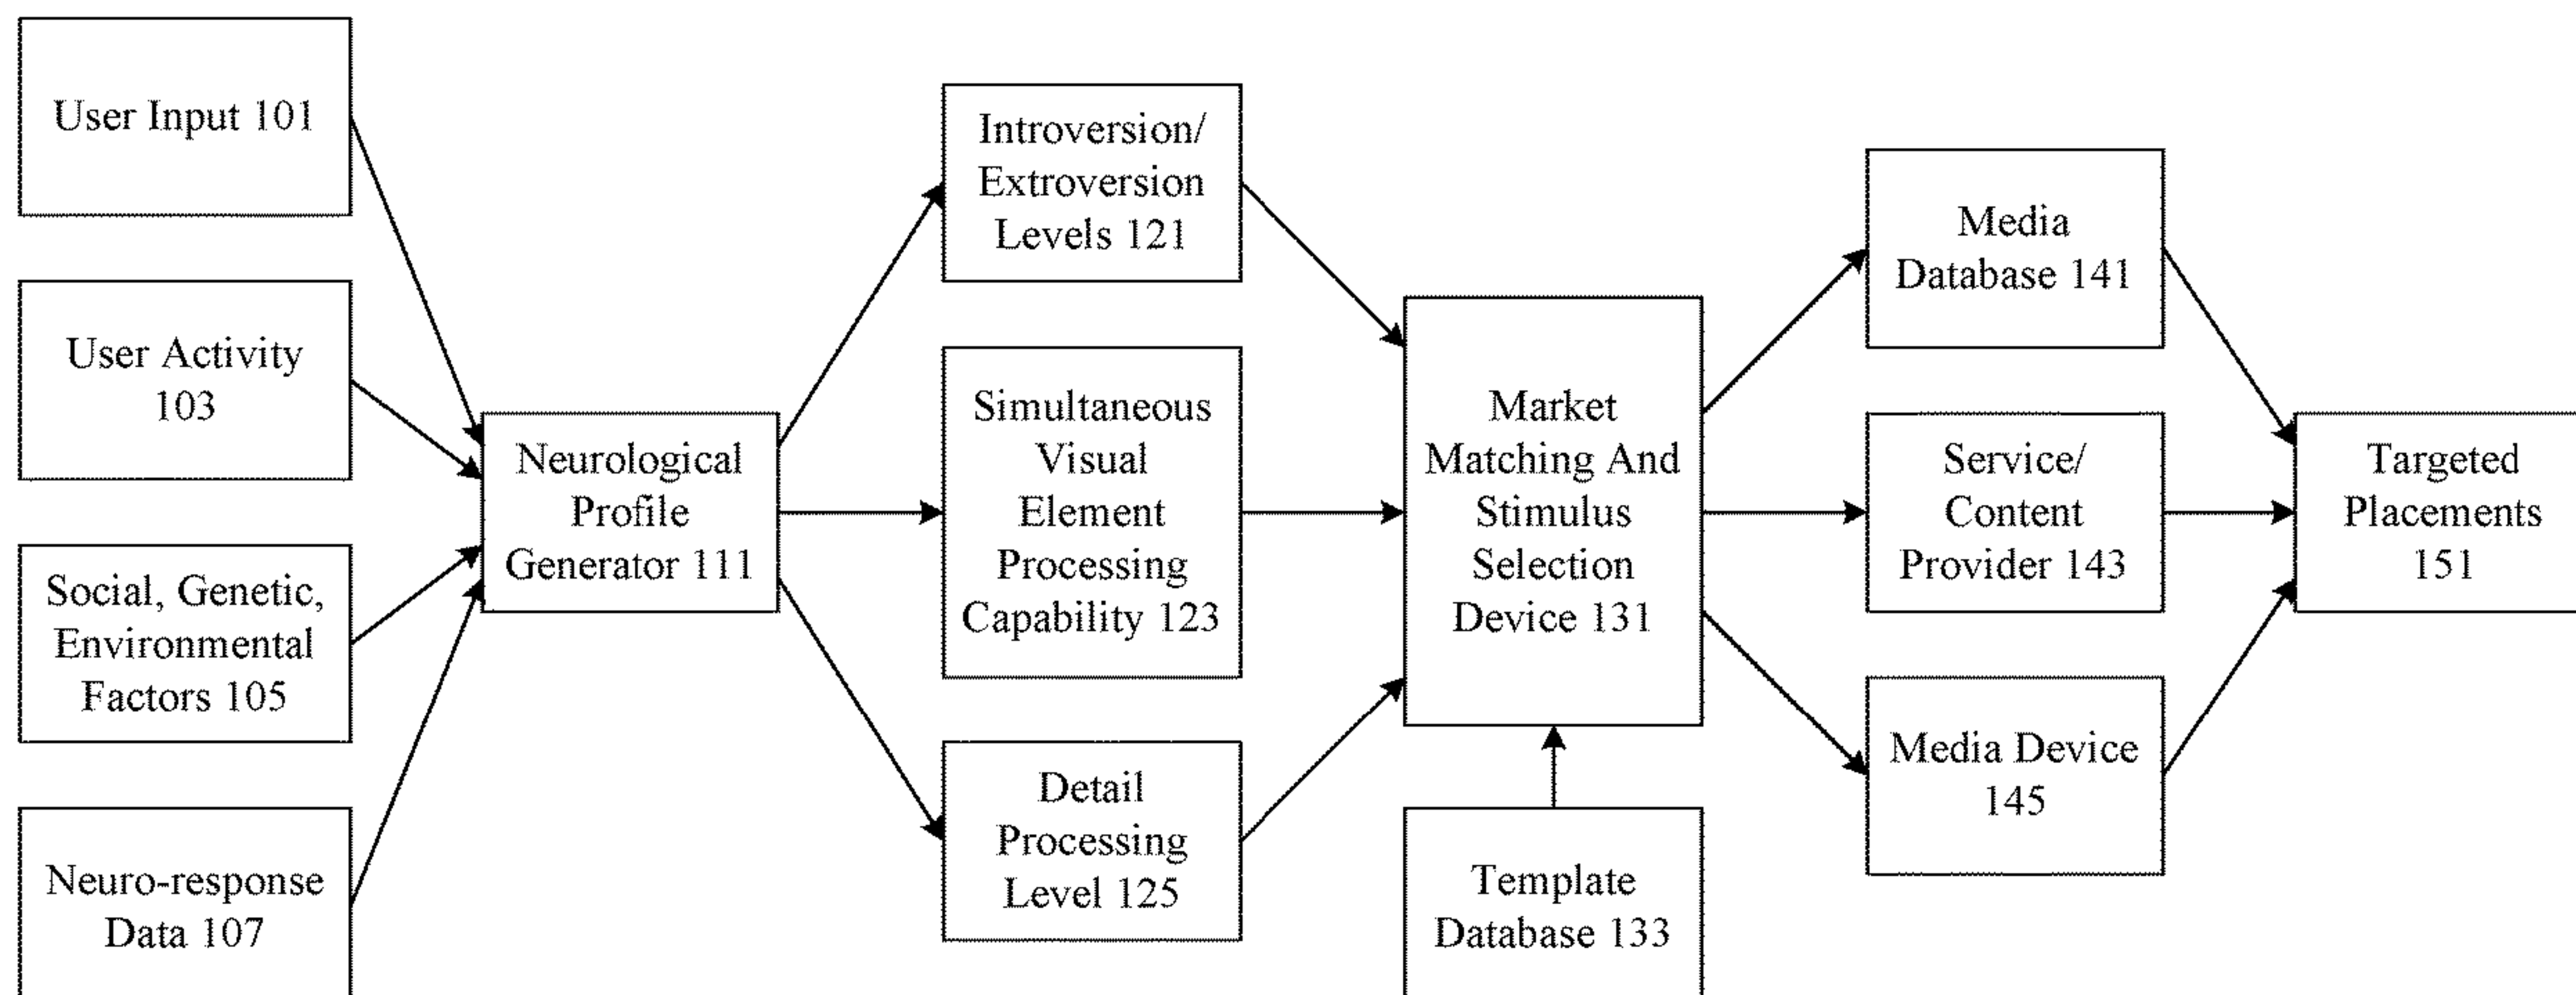 User Input 101
User Activity
103
Social, Genetic,
Environmental
Factors 105
Neuro-response
Data 107
Neurological
Profile
Generator 111
Introversion/
Extroversion
Levels 121
Simultaneous
Visual
Element
Processing
Capability 123
Detail
Processing
Level 125
Market
Matching And
Stimulus
Selection
Device 131
Template
Database 133
Media
Database 141
Service/
Content
Provider 143
Media Device
145
Targeted
Placements
151